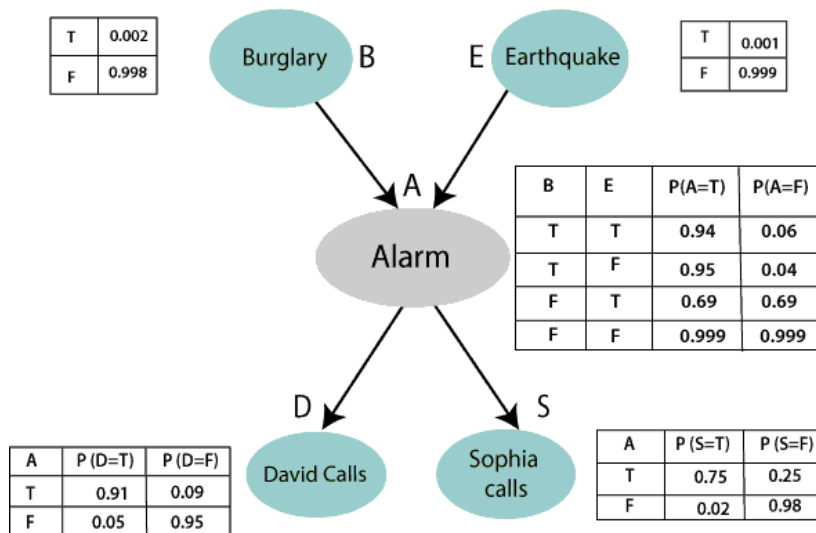 T 0.002
F 0.998
Burglary B
E Earthquake
T 0.001
F 0.999
A
Alarm
B E P(A=T) P(A=F)
T T 0.94 0.06
T F 0.95 0.04
F T 0.69 0.69
F F 0.999 0.999
D
S
A P (D=T) P (D=F)
T 0.91 0.09
F 0.05 0.95
David Calls
Sophia
calls
A P (S=T) P (S=F)
T 0.75 0.25
F 0.02 0.98